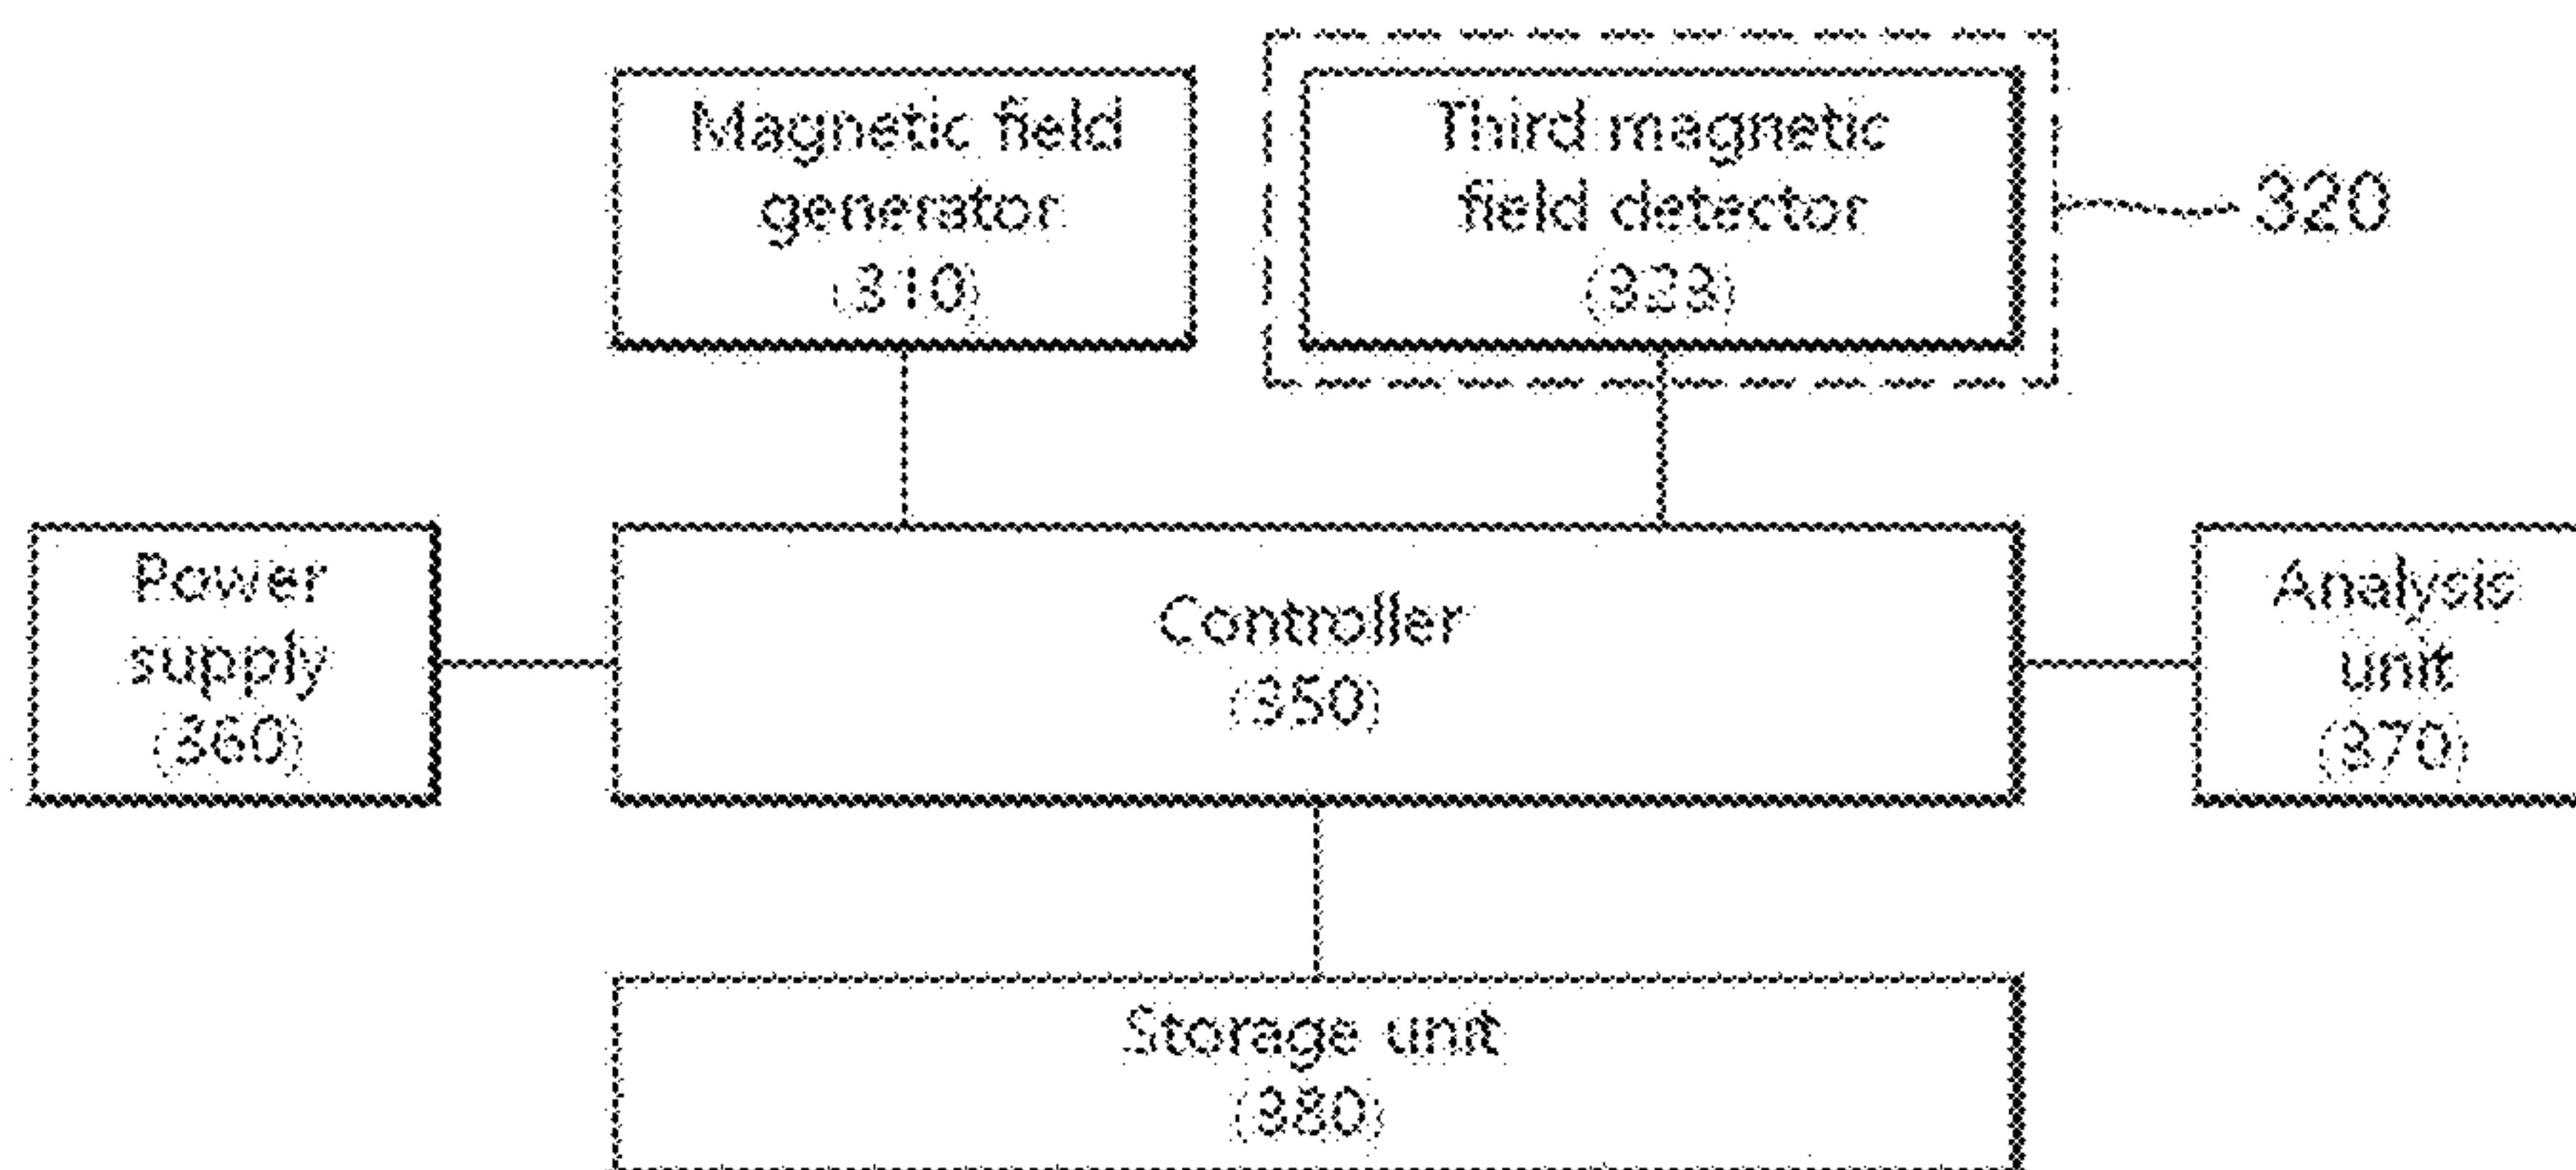 Magnetic field
generator
(310)
Third magnetic
field detector
(323)
320
Power
supply
(360)
Controller
(350)
Analysis
unit
(370)
Storage unit
(380)